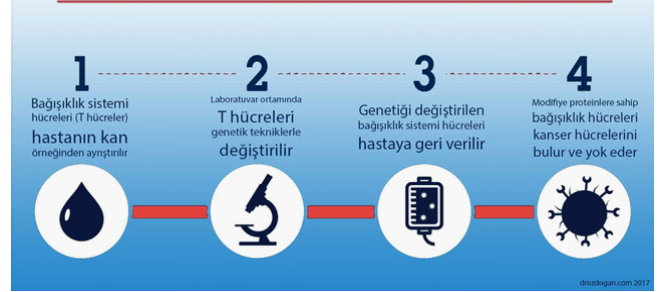 1
Bağışıklık sistemi
hücreleri (T hücreler)
hastanın kan
örneğinden ayrıştırılır
2
Laboratuvar ortamında
T hücreleri
genetik tekniklerle
değiştirilir
3
Genetiği değiştirilen
bağışıklık sistemi hücreleri
hastaya geri verilir
4
Modifiye proteinlere sahip
bağışıklık hücreleri
kanser hücrelerini
bulur ve yok eder
drozdogan.com 2017